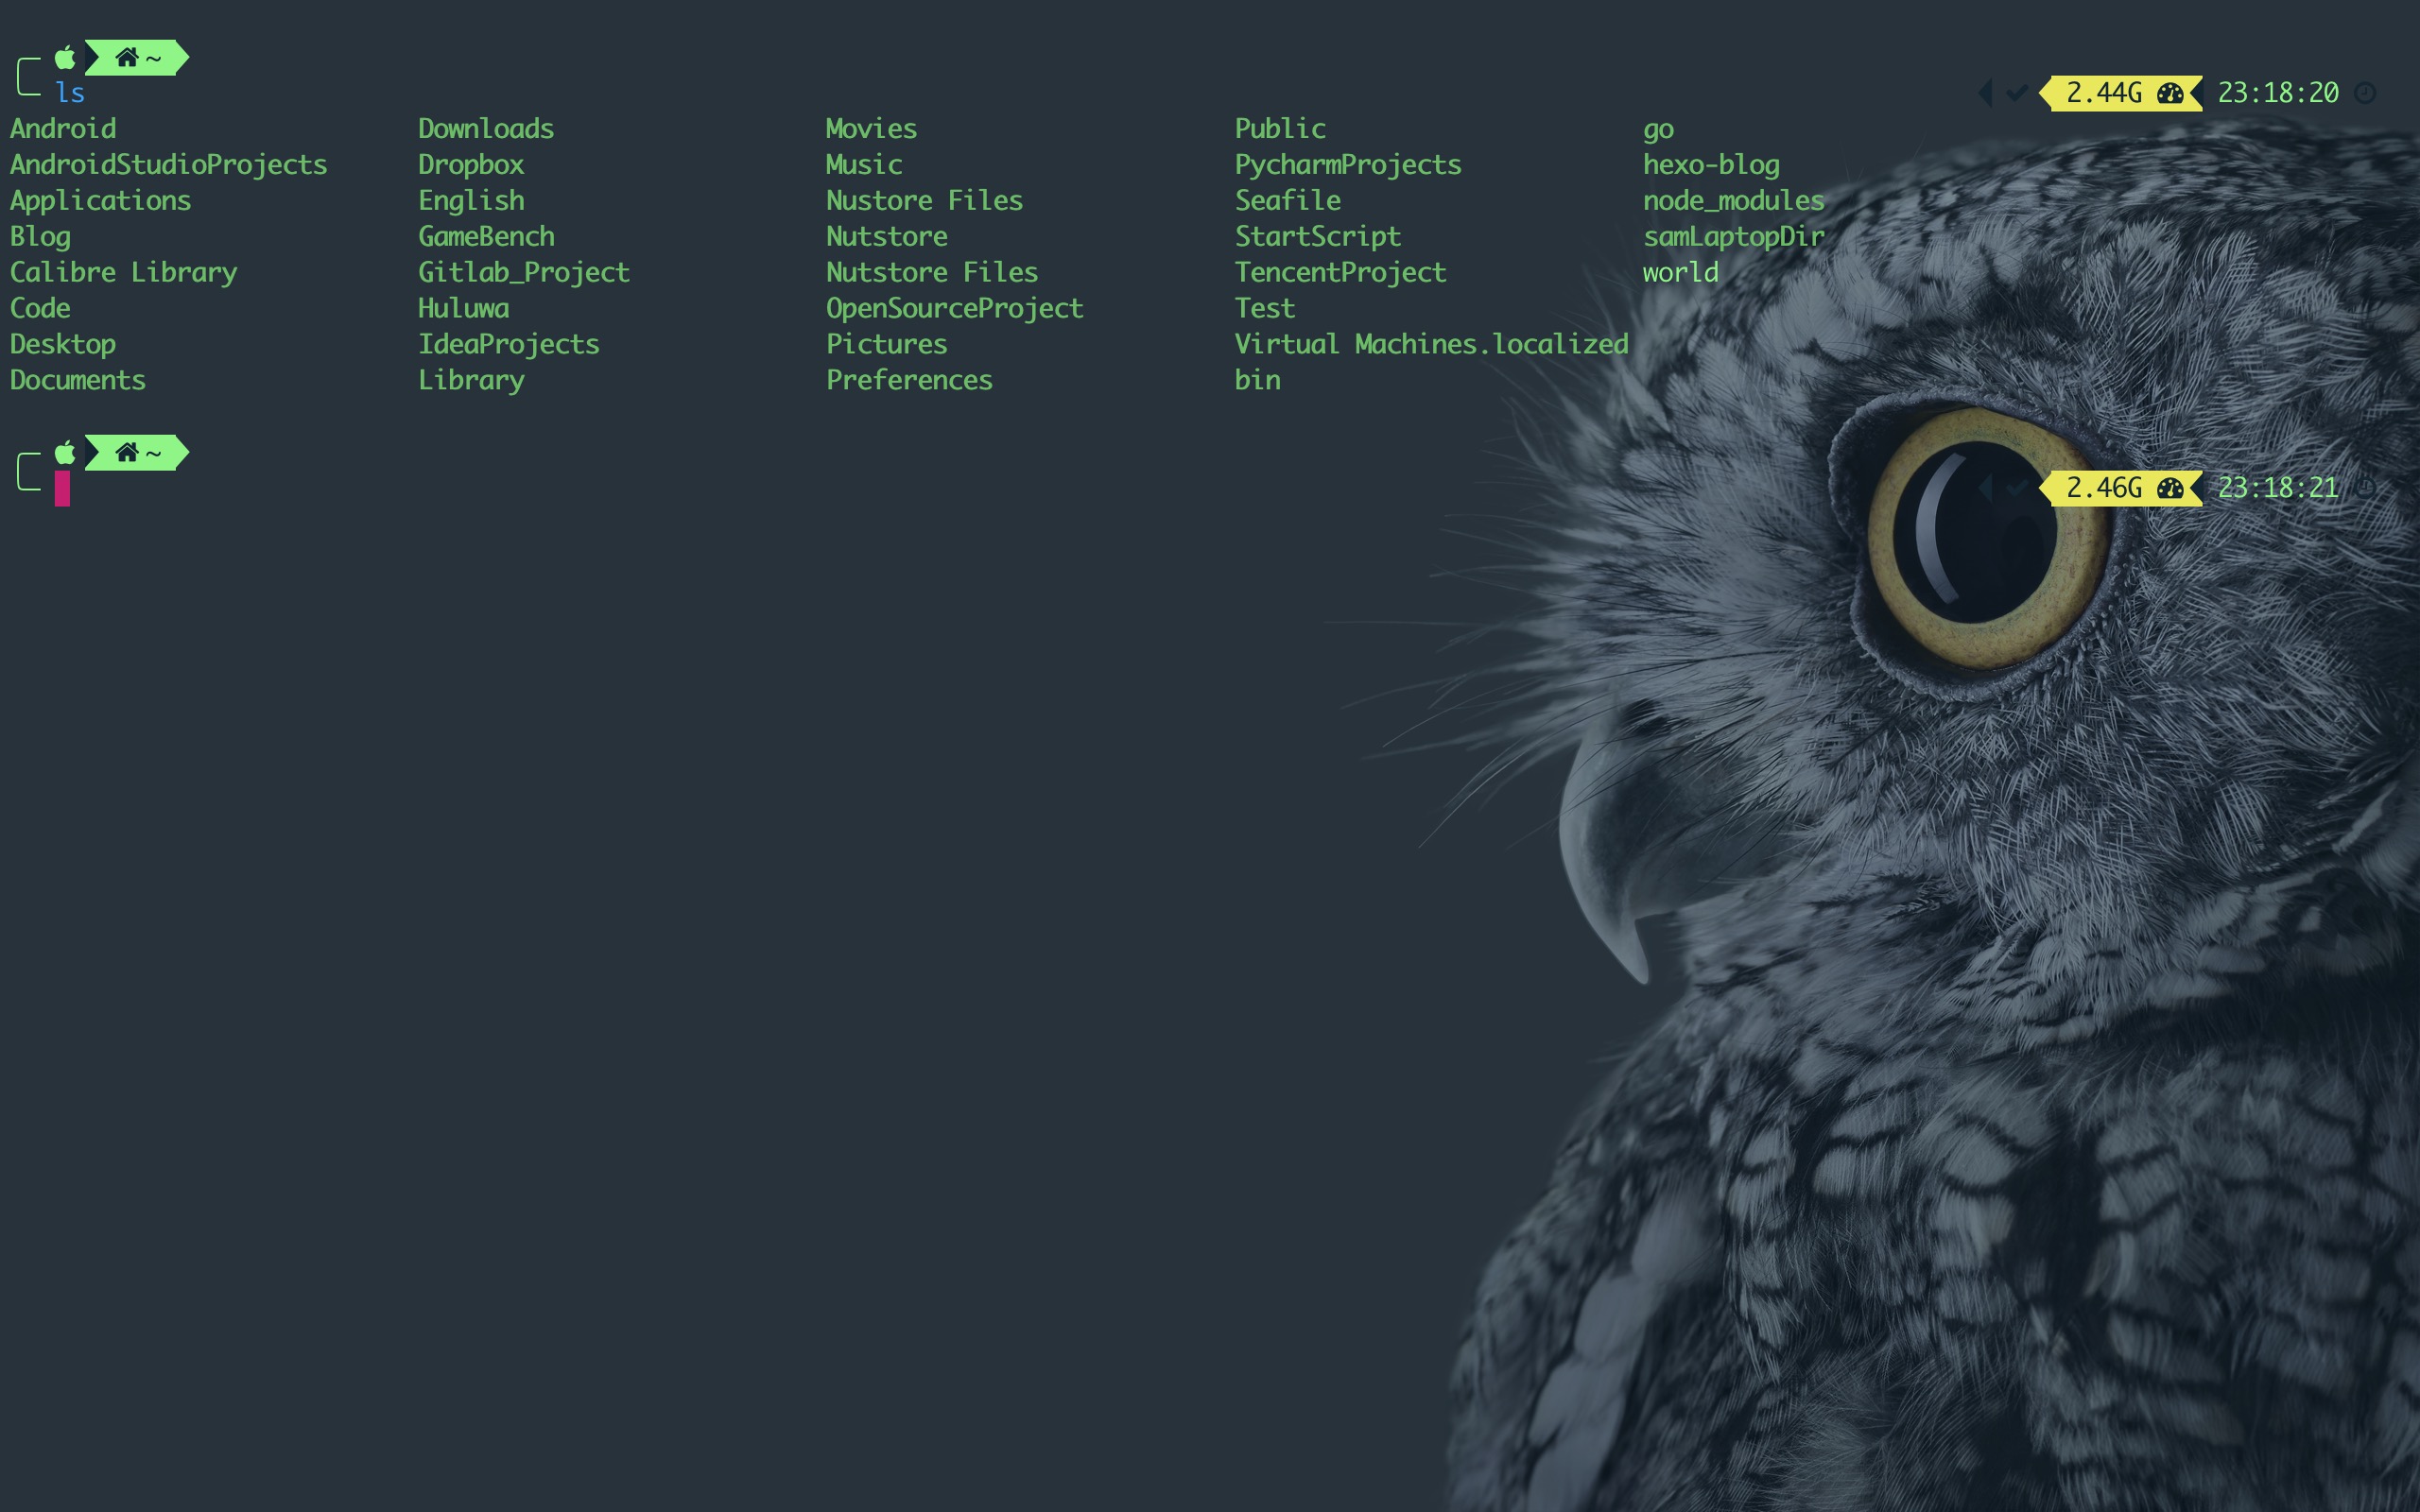 ~
ls 2.44G 23:18:20
Android Downloads Movies Public go
AndroidStudioProjects Dropbox Music PycharmProjects hexo-blog
Applications English Nustore Files Seafile node_modules
Blog GameBench Nutstore StartScript samLaptopDir
Calibre Library Gitlab_Project Nutstore Files TencentProject world
Code Huluwa OpenSourceProject Test
Desktop IdeaProjects Pictures Virtual Machines.localized
Documents Library Preferences bin
~
2.46G 23:18:21